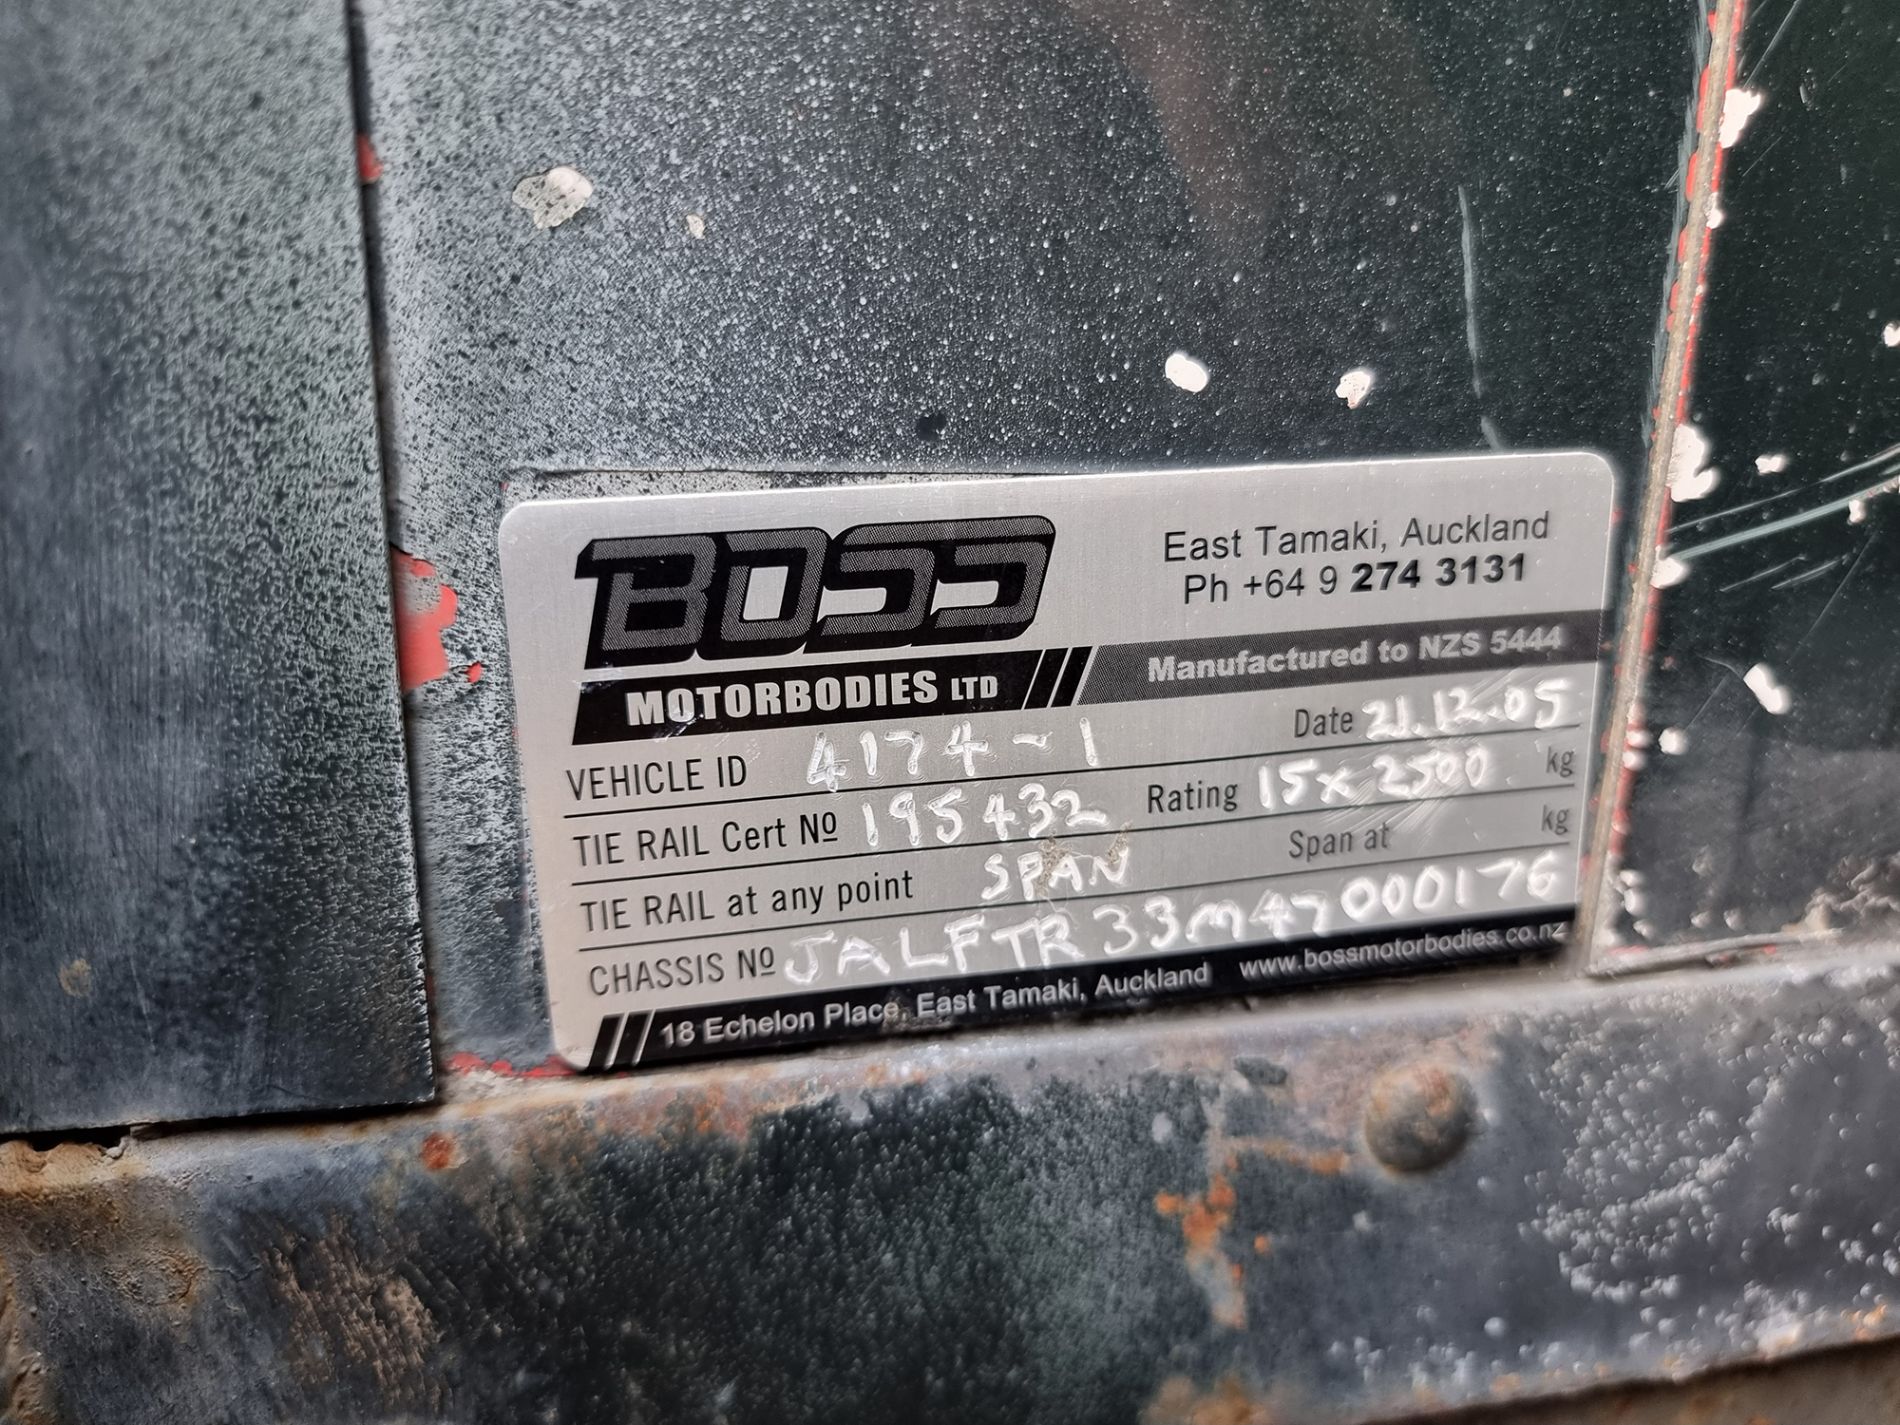 BOSS
MOTORBODIES LTD
East Tamaki, Auckland
Ph +64 9 274 3131
Manufactured to NZS 5444
VEHICLE ID 4174-1 Date 21.12.05
TIE RAIL Cert Nº 195432 Rating 15x2500 kg
TIE RAIL at any point SPAN Span at kg
CHASSIS Nº JALFTR33M47000176
18 Echelon Place, East Tamaki, Auckland www.bossmotorbodies.co.nz